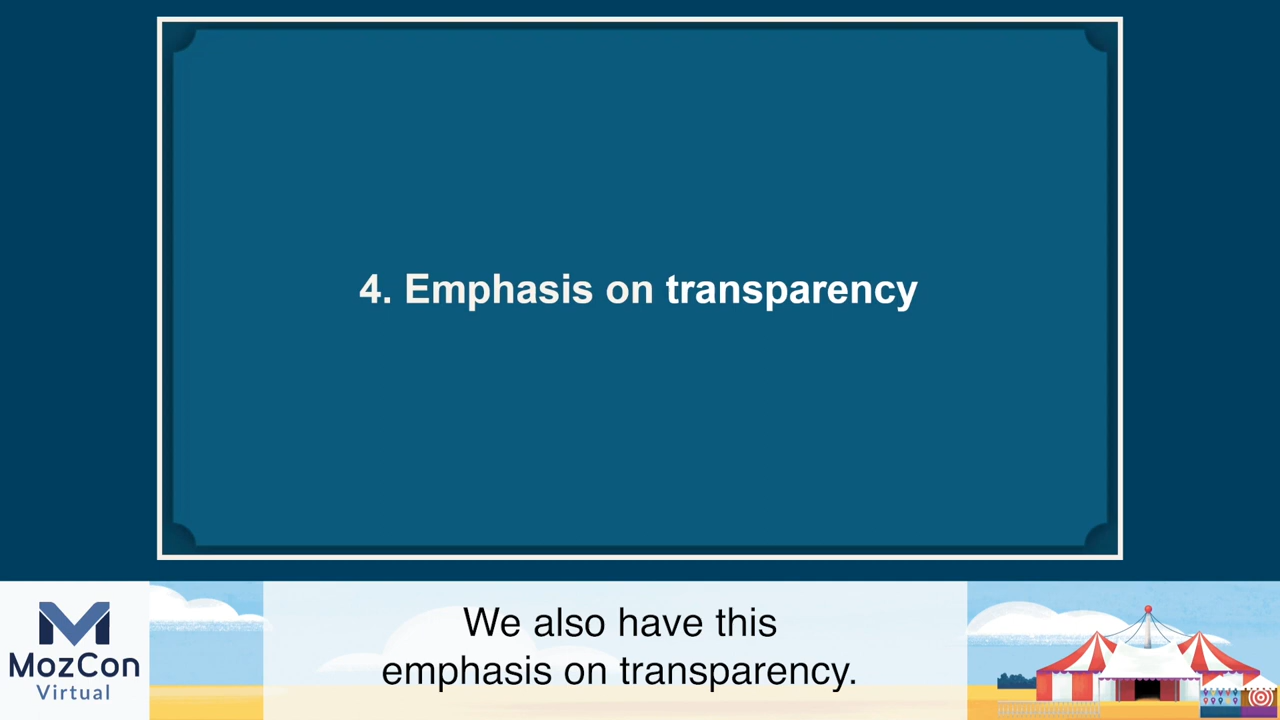 4. Emphasis on transparency
We also have this
emphasis on transparency.
MozCon
Virtual